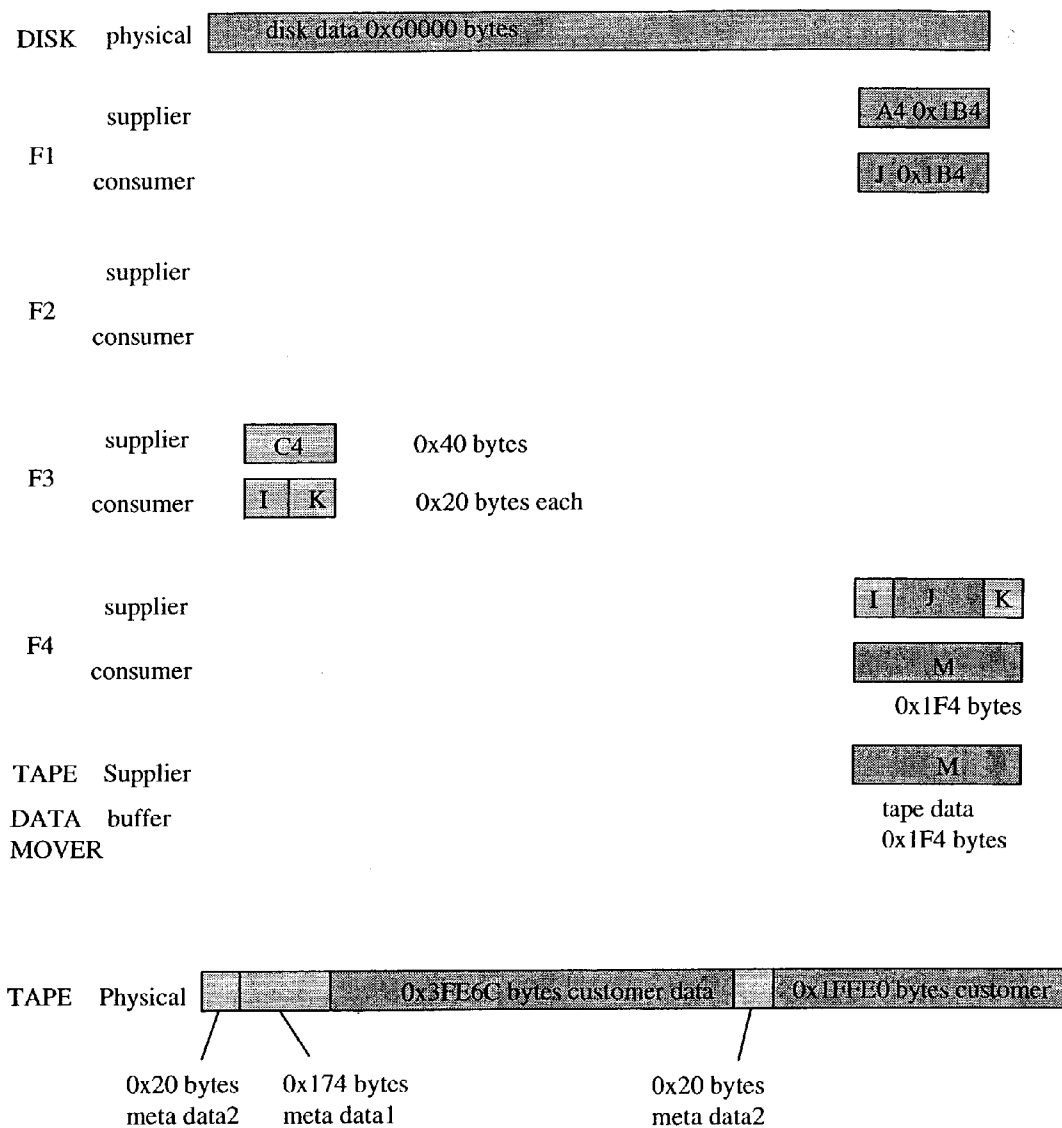 DISK physical disk data 0x60000 bytes
supplier A4 0x1B4
F1
consumer J 0x1B4
supplier
F2
consumer
supplier C4 0x40 bytes
F3
consumer I K 0x20 bytes each
supplier I J K
F4
consumer M
0x1F4 bytes
TAPE Supplier M
DATA buffer tape data
MOVER 0x1F4 bytes
TAPE Physical 0x3FE6C bytes customer data 0x1FFE0 bytes customer
0x20 bytes 0x174 bytes 0x20 bytes
meta data2 meta data1 meta data2